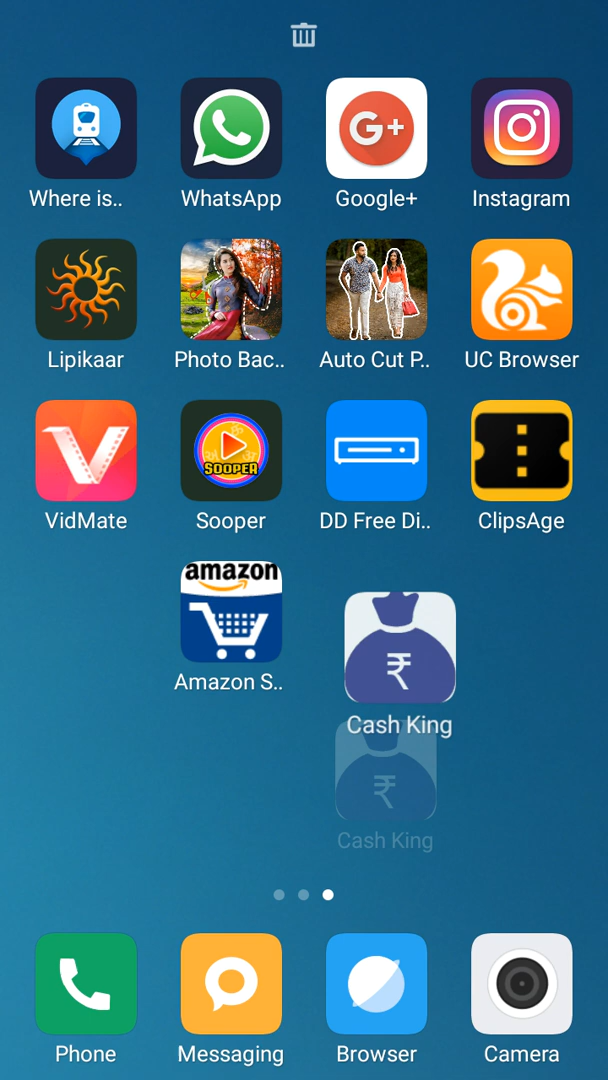 Where is..
WhatsApp
G+
Google+
Instagram
Lipikaar
Photo Bac..
Auto Cut P..
UC Browser
VidMate
SOOPER
Sooper
DD Free Di..
ClipsAge
amazon
Amazon S..
₹
Cash King
₹
Cash King
Phone
Messaging
Browser
Camera